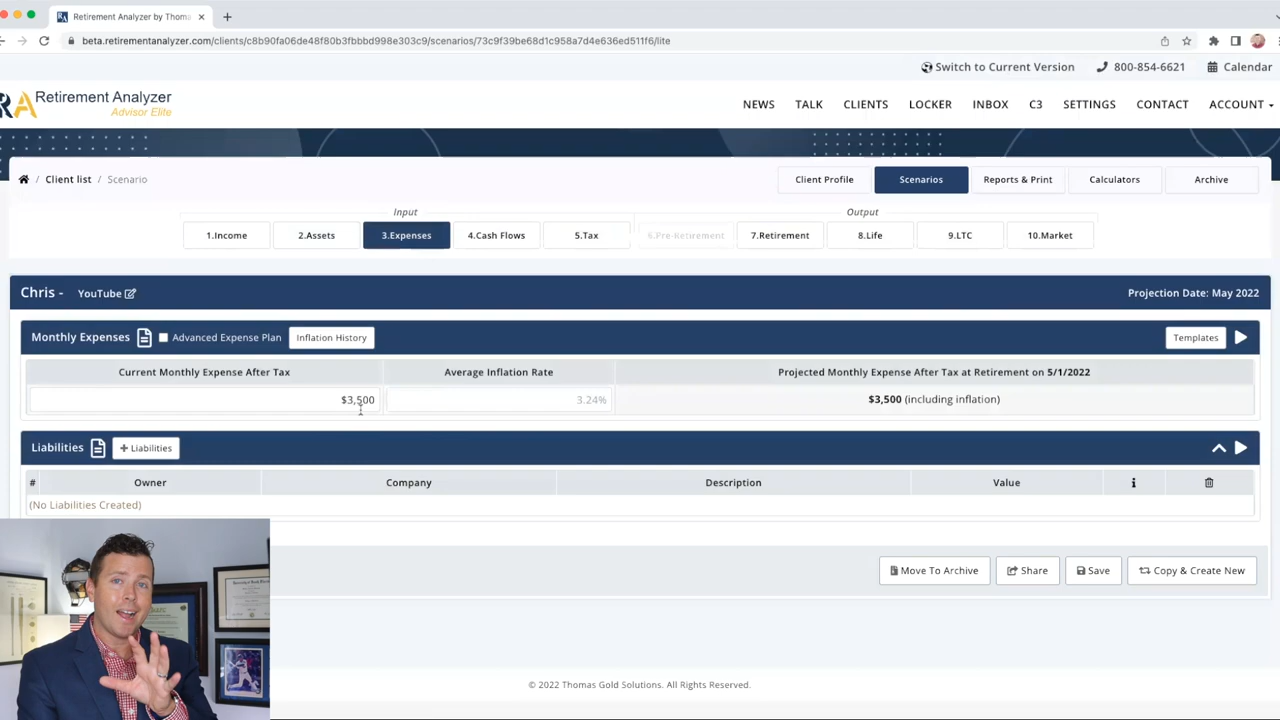 Retirement Analyzer by Thoma
beta.retirementanalyzer.com/clients/c8b90fa06de48f80b3fbbbd998e303c9/scenarios/73c9f39be68d1c958a7d4e636ed511f6/lite
Switch to Current Version 800-854-6621 Calendar
RA Retirement Analyzer
Advisor Elite
NEWS TALK CLIENTS LOCKER INBOX C3 SETTINGS CONTACT ACCOUNT
/ Client list / Scenario
Client Profile Scenarios Reports & Print Calculators Archive
Input Output
1.Income 2.Assets 3.Expenses 4.Cash Flows 5.Tax 6.Pre-Retirement 7.Retirement 8.Life 9.LTC 10.Market
Chris - YouTube Projection Date: May 2022
Monthly Expenses Advanced Expense Plan Inflation History Templates
Current Monthly Expense After Tax Average Inflation Rate Projected Monthly Expense After Tax at Retirement on 5/1/2022
$3,500 3.24% $3,500 (including inflation)
Liabilities + Liabilities
# Owner Company Description Value
(No Liabilities Created)
Move To Archive Share Save Copy & Create New
© 2022 Thomas Gold Solutions. All Rights Reserved.